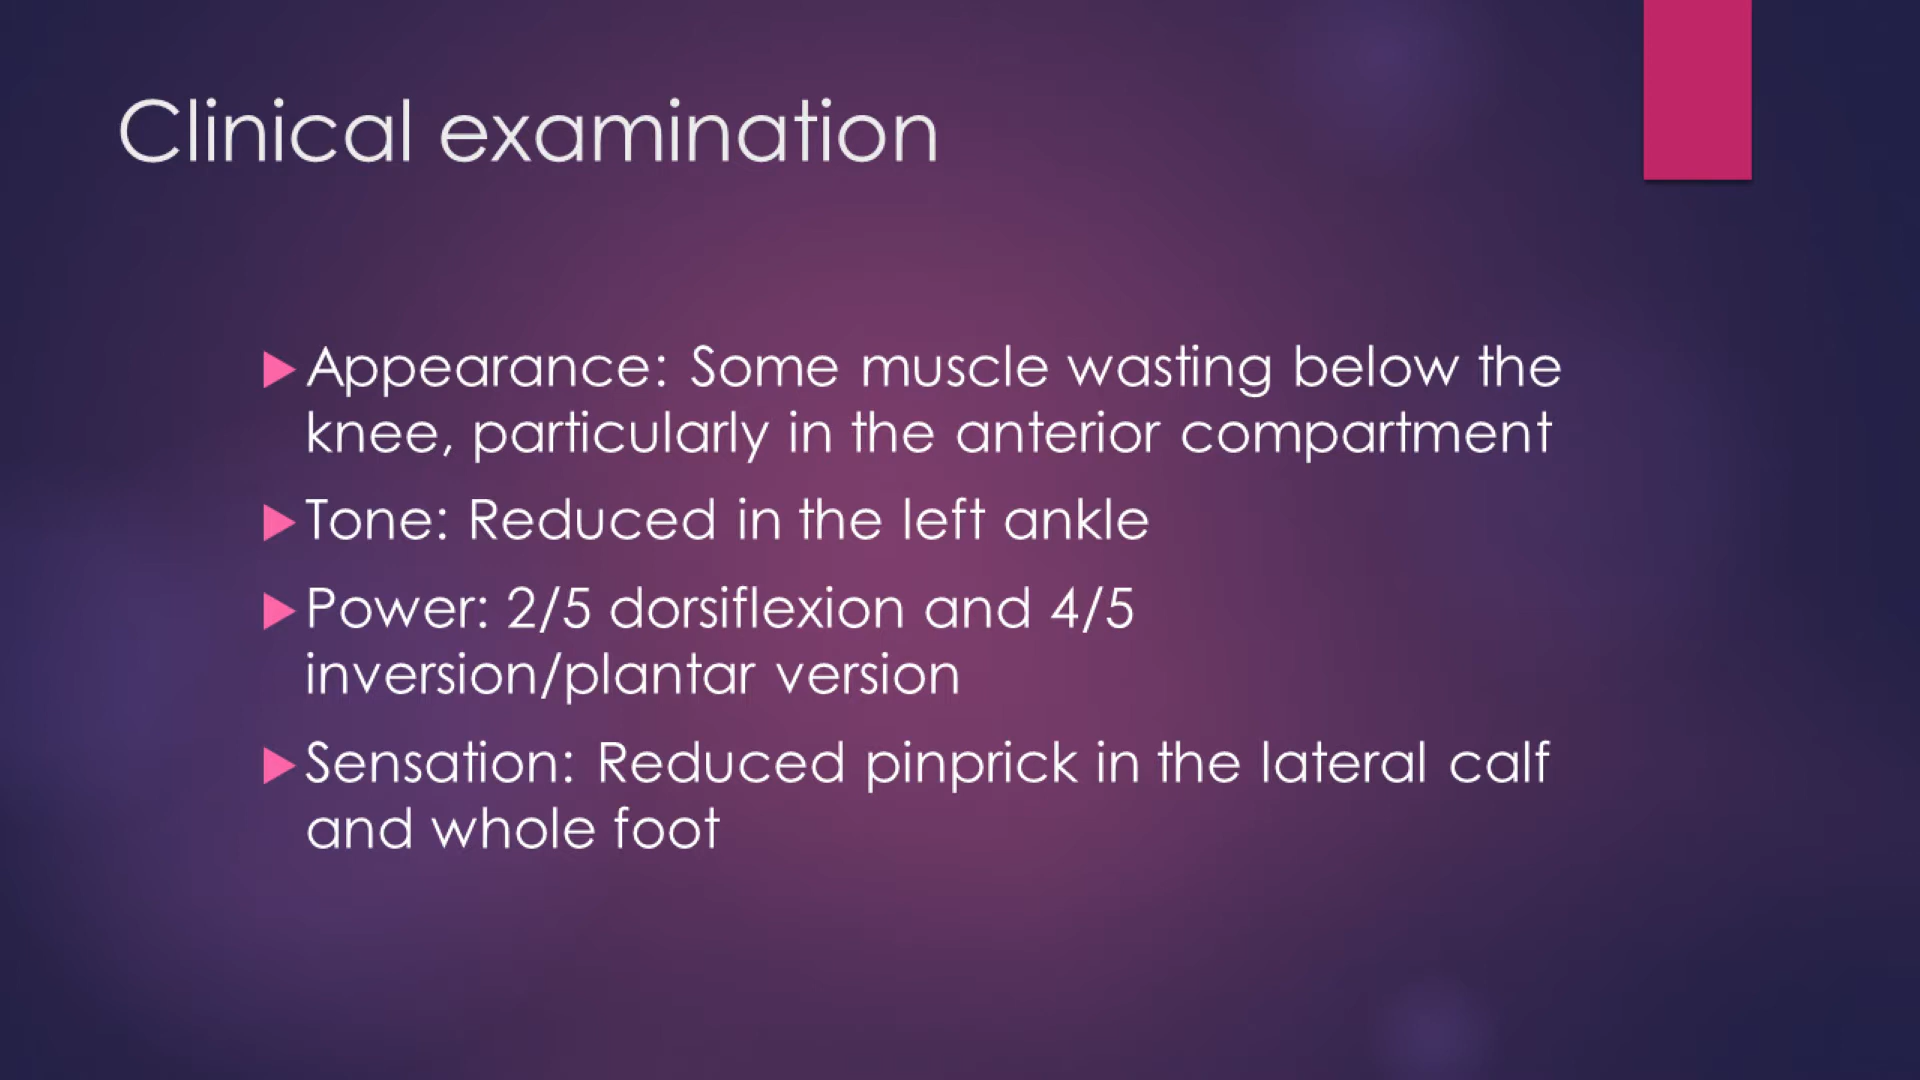 Clinical examination
Appearance: Some muscle wasting below the
knee, particularly in the anterior compartment
Tone: Reduced in the left ankle
Power: 2/5 dorsiflexion and 4/5
inversion/plantar version
Sensation: Reduced pinprick in the lateral calf
and whole foot